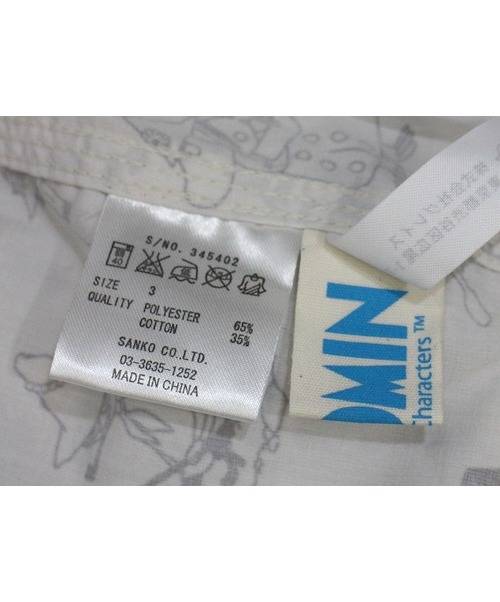 S/NO. 345402
40
SIZE 3
QUALITY POLYESTER 65%
COTTON 35%
SANKO CO.,LTD.
03-3635-1252
MADE IN CHINA
OMIN
Characters™